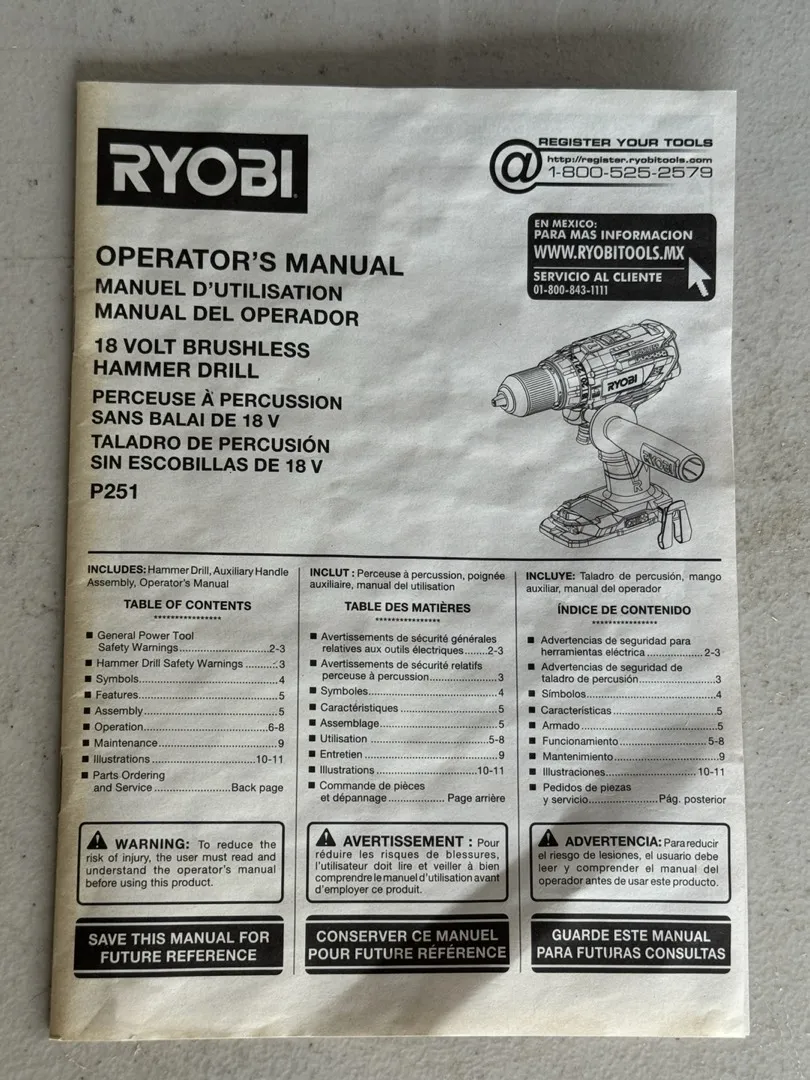 RYOBI
REGISTER YOUR TOOLS
http://register.ryobitools.com
1-800-525-2579
EN MEXICO:
PARA MAS INFORMACION
WWW.RYOBITOOLS.MX
SERVICIO AL CLIENTE
01-800-843-1111
OPERATOR'S MANUAL
MANUEL D'UTILISATION
MANUAL DEL OPERADOR
18 VOLT BRUSHLESS
HAMMER DRILL
PERCEUSE À PERCUSSION
SANS BALAI DE 18 V
TALADRO DE PERCUSIÓN
SIN ESCOBILLAS DE 18 V
P251
RYOBI
RYOBI
INCLUDES: Hammer Drill, Auxiliary Handle
Assembly, Operator's Manual
TABLE OF CONTENTS
****************
■ General Power Tool
Safety Warnings............................2-3
■ Hammer Drill Safety Warnings ..........3
■ Symbols..............................................4
■ Features..............................................5
■ Assembly.............................................5
■ Operation.........................................6-8
■ Maintenance.......................................9
■ Illustrations...................................10-11
■ Parts Ordering
and Service ........................Back page
WARNING: To reduce the
risk of injury, the user must read and
understand the operator's manual
before using this product.
SAVE THIS MANUAL FOR
FUTURE REFERENCE
INCLUT : Perceuse à percussion, poignée
auxiliaire, manuel del utilisation
TABLE DES MATIÈRES
****************
■ Avertissements de sécurité générales
relatives aux outils électriques.......2-3
■ Avertissements de sécurité relatifs
perceuse à percussion.....................3
■ Symboles............................................4
■ Caractéristiques .................................5
■ Assemblage........................................5
■ Utilisation ........................................5-8
■ Entretien .............................................9
■ Illustrations ...................................10-11
■ Commande de pièces
et dépannage................. Page arrière
AVERTISSEMENT : Pour
réduire les risques de blessures,
l'utilisateur doit lire et veiller à bien
comprendre le manuel d'utilisation avant
d'employer ce produit.
CONSERVER CE MANUEL
POUR FUTURE RÉFÉRENCE
INCLUYE: Taladro de percusión, mango
auxiliar, manual del operador
ÍNDICE DE CONTENIDO
****************
■ Advertencias de seguridad para
herramientas eléctrica .................2-3
■ Advertencias de seguridad de
taladro de percusión.......................3
■ Símbolos...........................................4
■ Características ..................................5
■ Armado.............................................5
■ Funcionamiento.............................5-8
■ Mantenimiento..................................9
■ Illustraciones...............................10-11
■ Pedidos de piezas
y servicio.....................Pág. posterior
ADVERTENCIA: Para reducir
el riesgo de lesiones, el usuario debe
leer y comprender el manual del
operador antes de usar este producto.
GUARDE ESTE MANUAL
PARA FUTURAS CONSULTAS